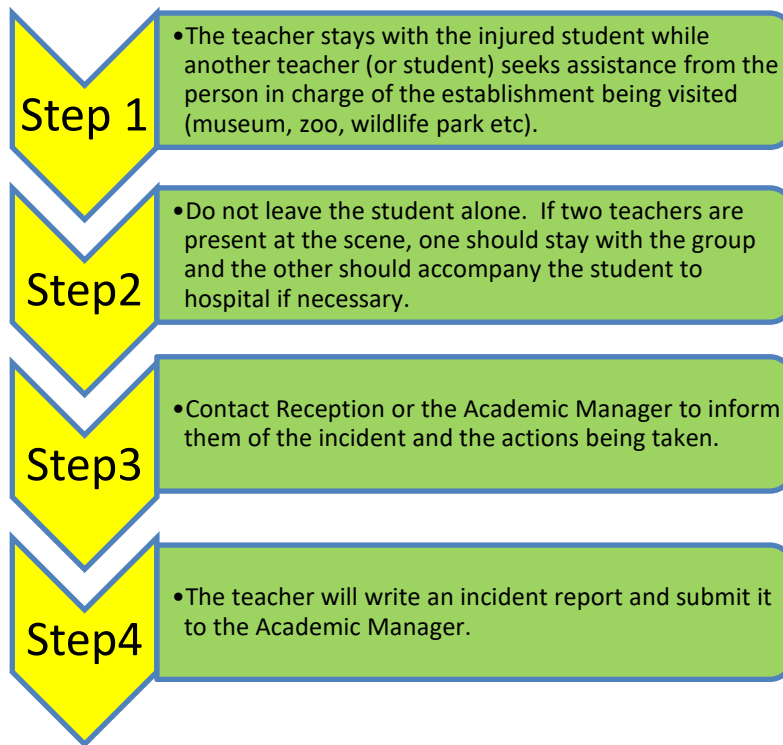 Step 1
•The teacher stays with the injured student while
another teacher (or student) seeks assistance from the
person in charge of the establishment being visited
(museum, zoo, wildlife park etc).
Step2
•Do not leave the student alone.  If two teachers are
present at the scene, one should stay with the group
and the other should accompany the student to
hospital if necessary.
Step3
•Contact Reception or the Academic Manager to inform
them of the incident and the actions being taken.
Step4
•The teacher will write an incident report and submit it
to the Academic Manager.